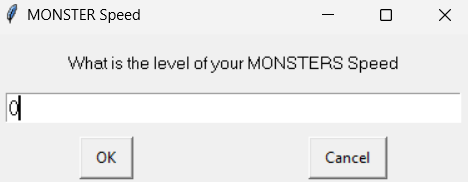 MONSTER Speed
What is the level of your MONSTERS Speed
0
OK Cancel